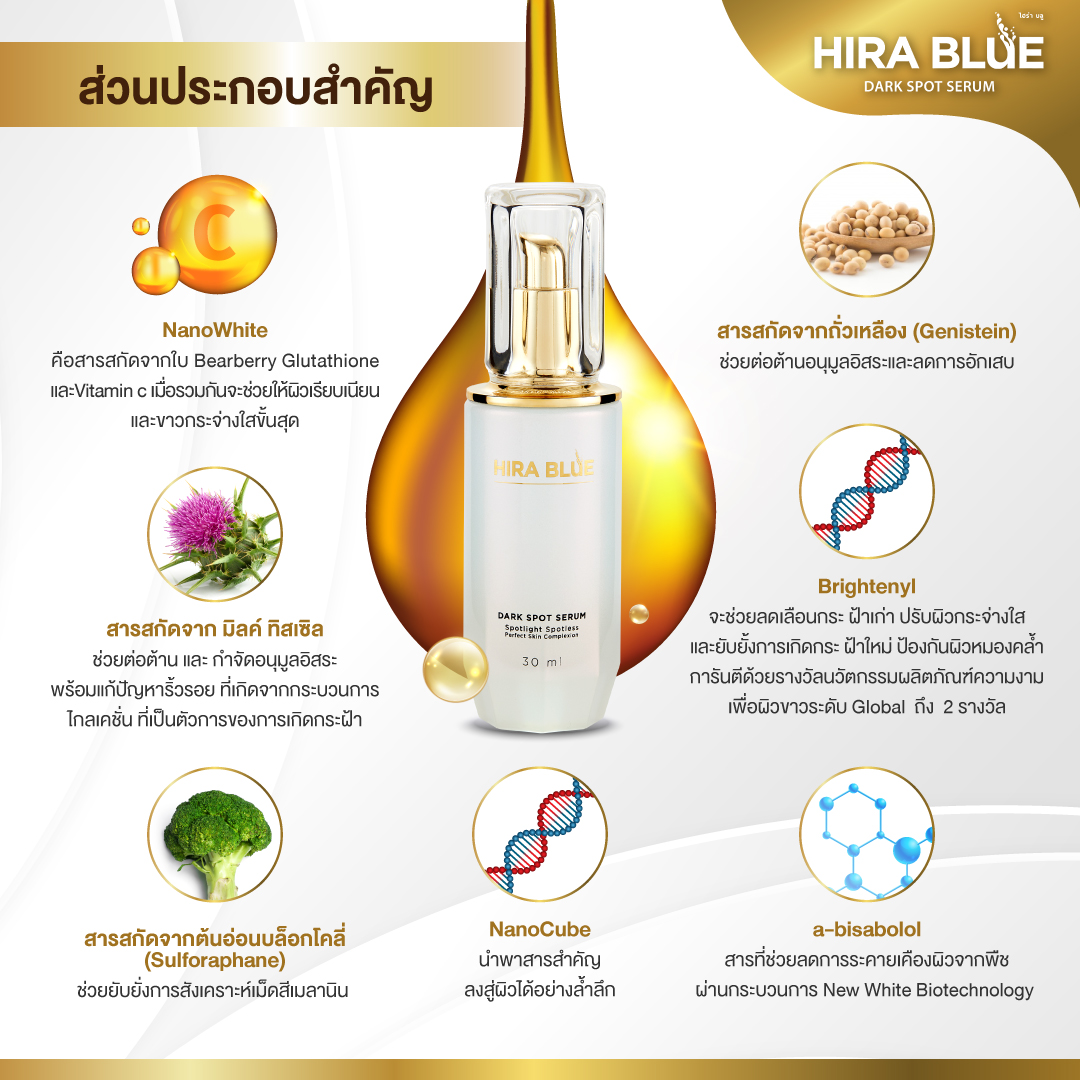 ส่วนประกอบสำคัญ
ไฮร่า บลู
HIRA BLUE
DARK SPOT SERUM
C
NanoWhite
คือสารสกัดจากใบ Bearberry Glutathione
และVitamin c เมื่อรวมกันจะช่วยให้ผิวเรียบเนียน
และขาวกระจ่างใสขั้นสุด
สารสกัดจากถั่วเหลือง (Genistein)
ช่วยต่อต้านอนุมูลอิสระและลดการอักเสบ
สารสกัดจาก มิลค์ ทิสเซิล
ช่วยต่อต้าน และ กำจัดอนุมูลอิสระ
พร้อมแก้ปัญหาริ้วรอย ที่เกิดจากกระบวนการ
ไกลเคชั่น ที่เป็นตัวการของการเกิดกระฝ้า
HIRA BLUE
DARK SPOT SERUM
Spotlight Spotless
Perfect Skin Complexion
30 ml
Brightenyl
จะช่วยลดเลือนกระ ฝ้าเก่า ปรับผิวกระจ่างใส
และยับยั้งการเกิดกระ ฝ้าใหม่ ป้องกันผิวหมองคล้ำ
การันตีด้วยรางวัลนวัตกรรมผลิตภัณฑ์ความงาม
เพื่อผิวขาวระดับ Global ถึง 2 รางวัล
สารสกัดจากต้นอ่อนบล็อกโคลี่
(Sulforaphane)
ช่วยยับยั่งการสังเคราะห์เม็ดสีเมลานิน
NanoCube
นำพาสารสำคัญ
ลงสู่ผิวได้อย่างล้ำลึก
a-bisabolol
สารที่ช่วยลดการระคายเคืองผิวจากพืช
ผ่านกระบวนการ New White Biotechnology